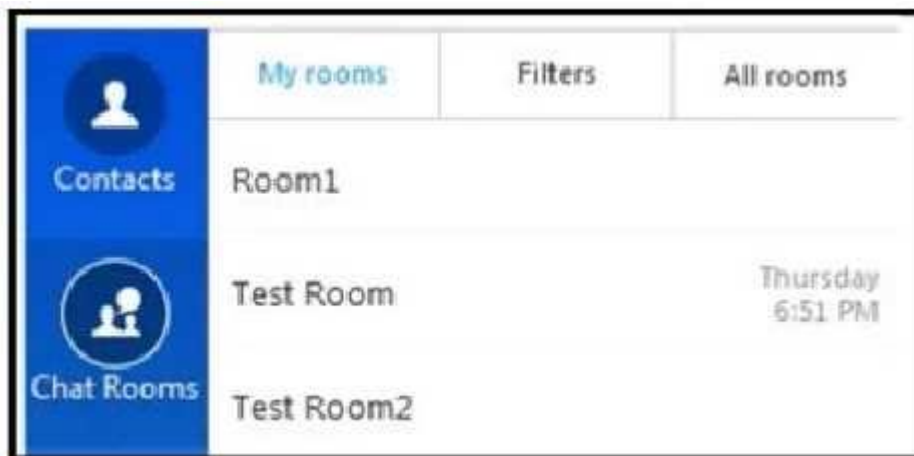 Contacts
Chat Rooms
My rooms Filters All rooms
Room1
Test Room
Thursday
6:51 PM
Test Room2